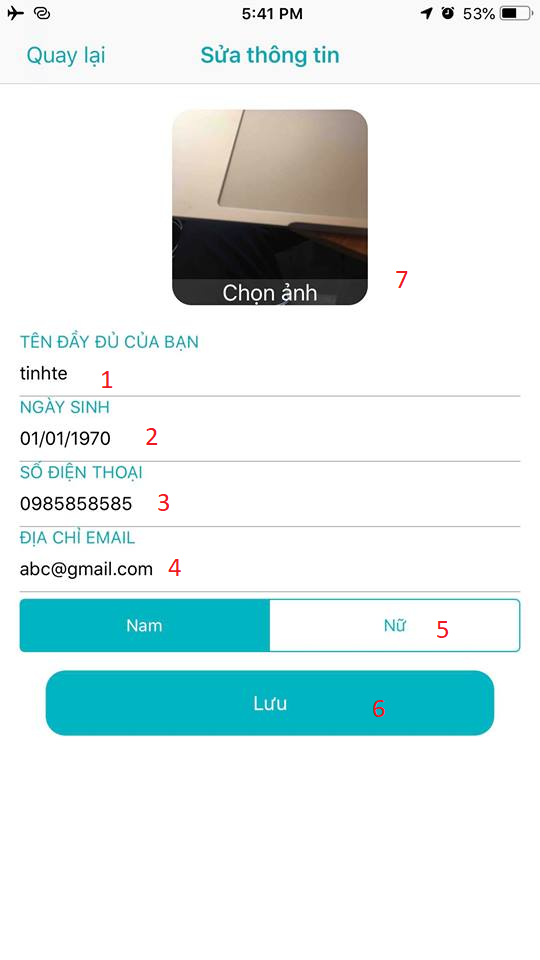 5:41 PM 53%
Quay lại Sửa thông tin
Chọn ảnh 7
TÊN ĐẦY ĐỦ CỦA BẠN
tinhte 1
NGÀY SINH
01/01/1970 2
SỐ ĐIỆN THOẠI
0985858585 3
ĐỊA CHỈ EMAIL
abc@gmail.com 4
Nam Nữ 5
Lưu 6